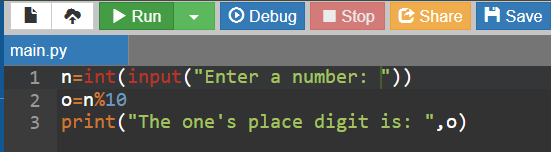 Run Debug Stop Share Save
main.py
1 n=int(input("Enter a number: "))
2 o=n%10
3 print("The one's place digit is: ",o)